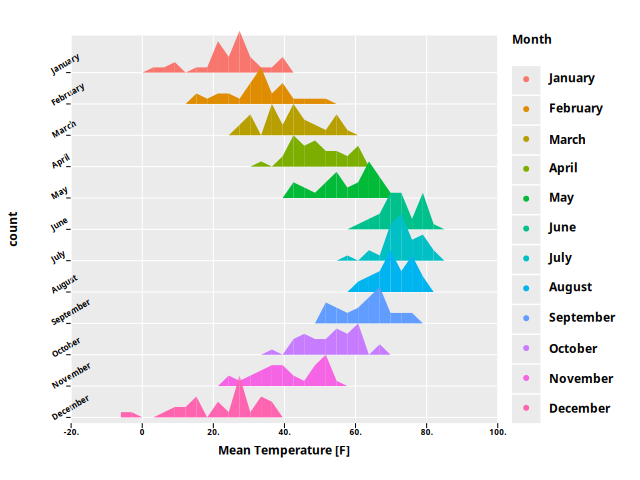 Month
January
February
March
April
May
June
July
August
September
October
November
December
count
January
February
March
April
May
June
July
August
September
October
November
December
-20. 0 20. 40. 60. 80. 100.
Mean Temperature [F]